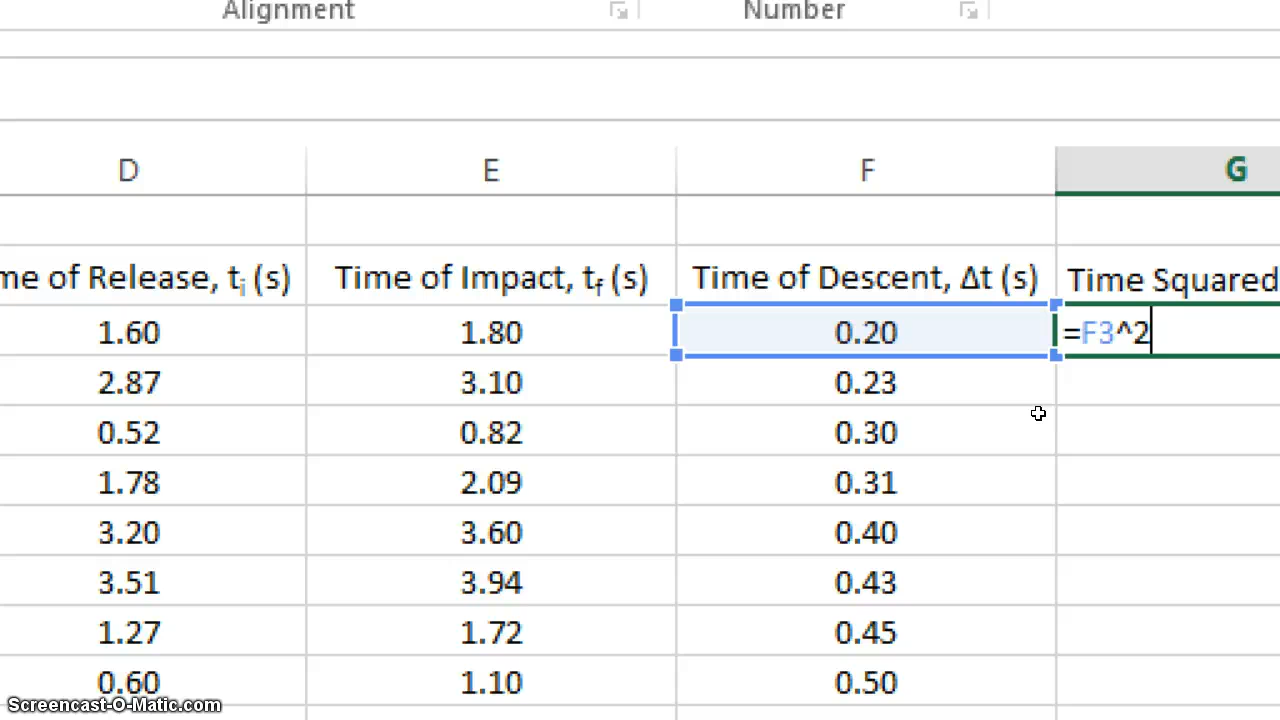 Alignment Number
D E F G
me of Release, ti (s) Time of Impact, tf (s) Time of Descent, Δt (s) Time Squared
1.60 1.80 0.20 =F3^2
2.87 3.10 0.23
0.52 0.82 0.30
1.78 2.09 0.31
3.20 3.60 0.40
3.51 3.94 0.43
1.27 1.72 0.45
0.60 1.10 0.50
Screencast-O-Matic.com